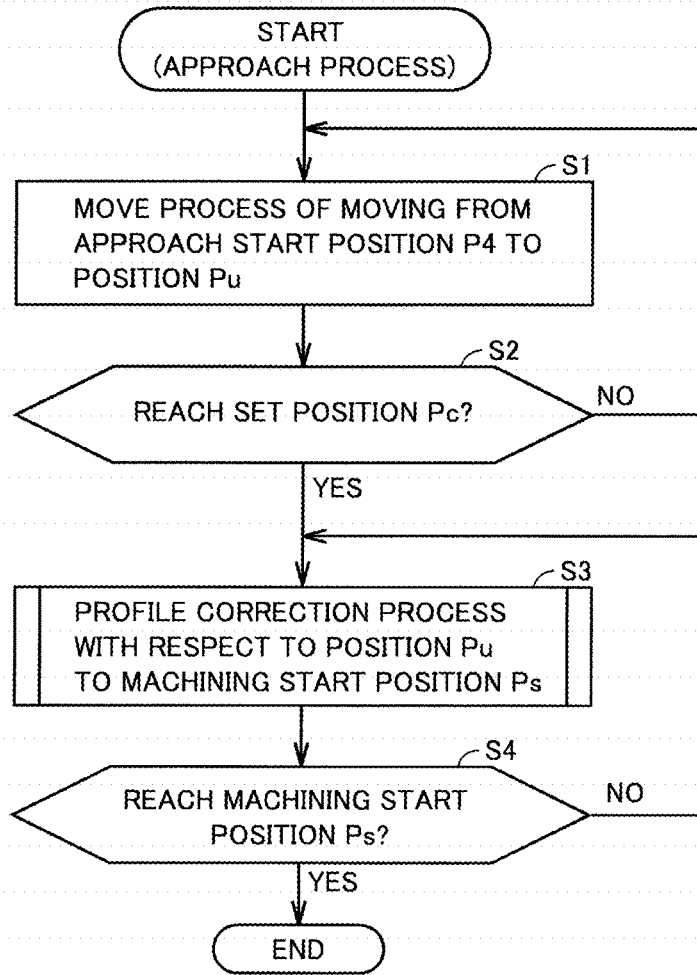 START
(APPROACH PROCESS)
S1
MOVE PROCESS OF MOVING FROM
APPROACH START POSITION P4 TO
POSITION Pu
S2
REACH SET POSITION Pc?
NO
YES
S3
PROFILE CORRECTION PROCESS
WITH RESPECT TO POSITION Pu
TO MACHINING START POSITION Ps
S4
REACH MACHINING START
POSITION Ps?
NO
YES
END